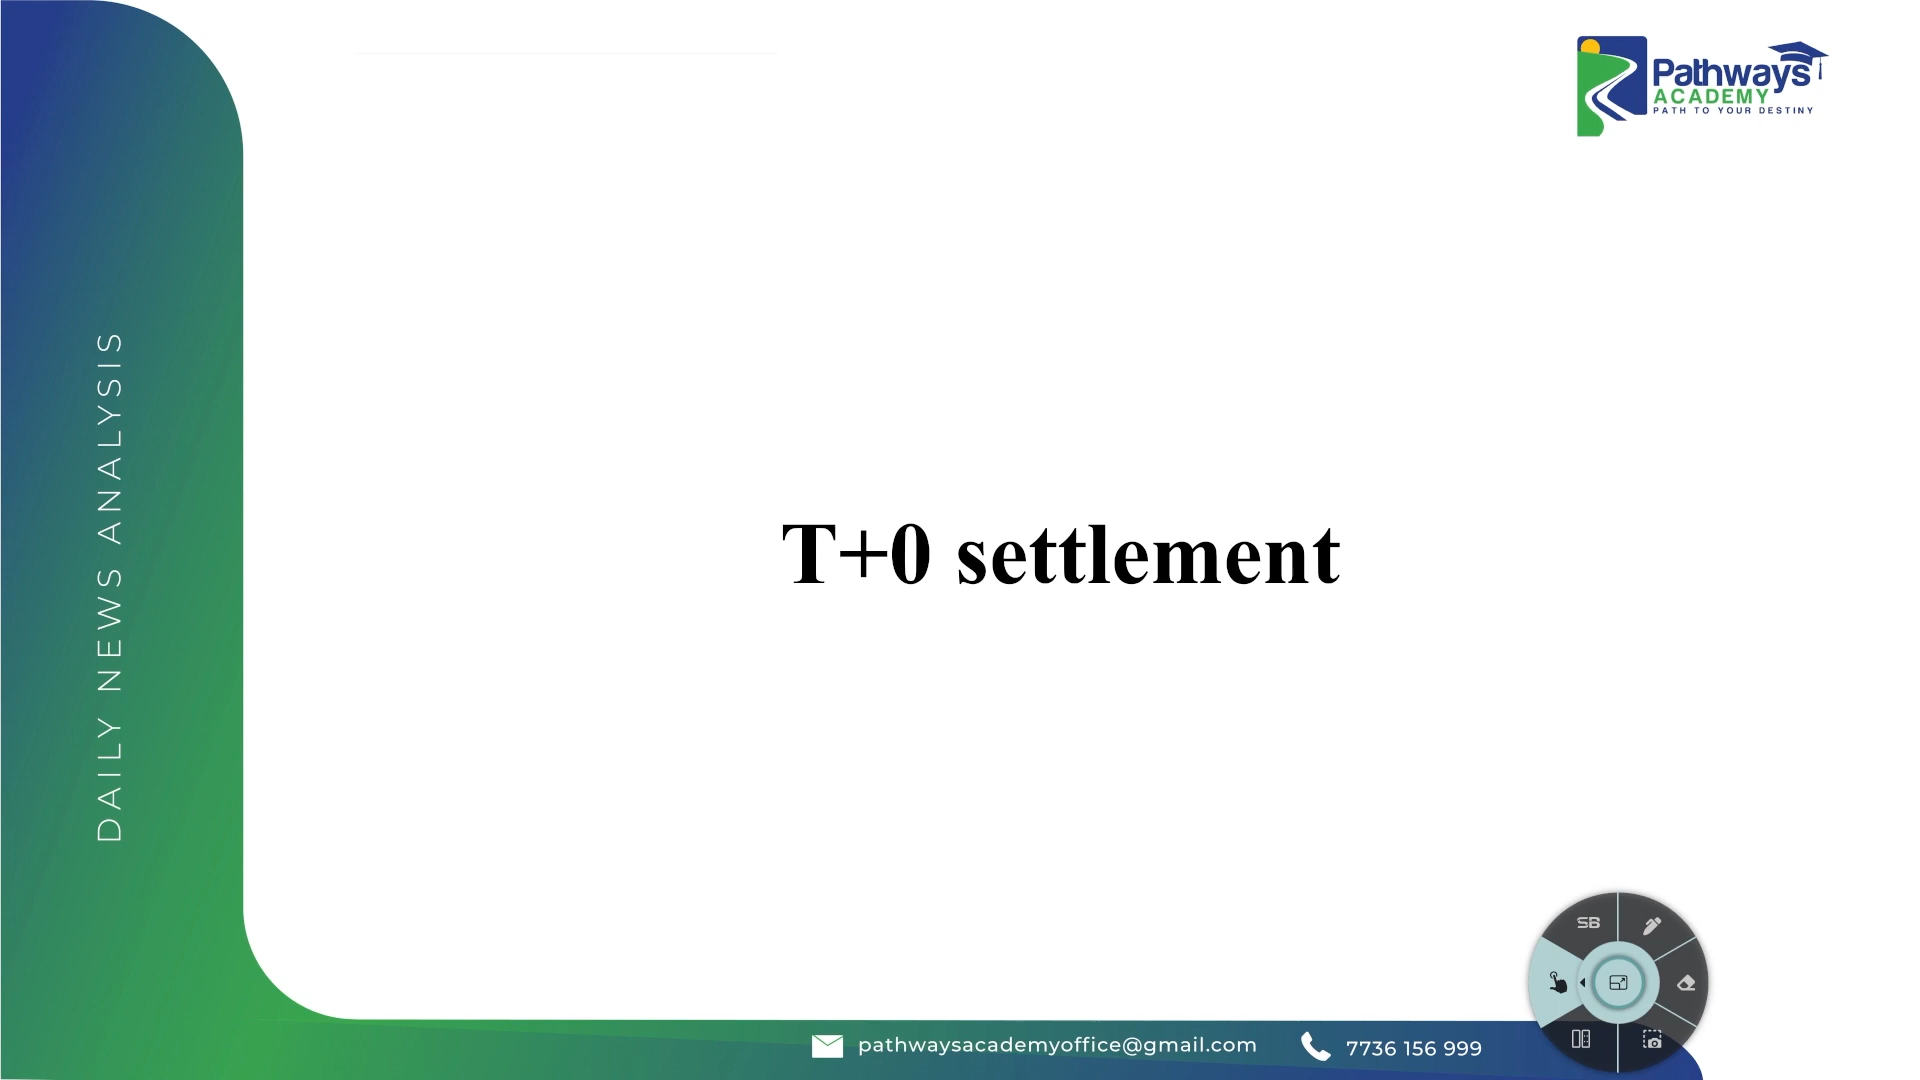 Pathways
ACADEMY
PATH TO YOUR DESTINY
DAILY NEWS ANALYSIS
T+0 settlement
SB
pathwaysacademyoffice@gmail.com
7736 156 999